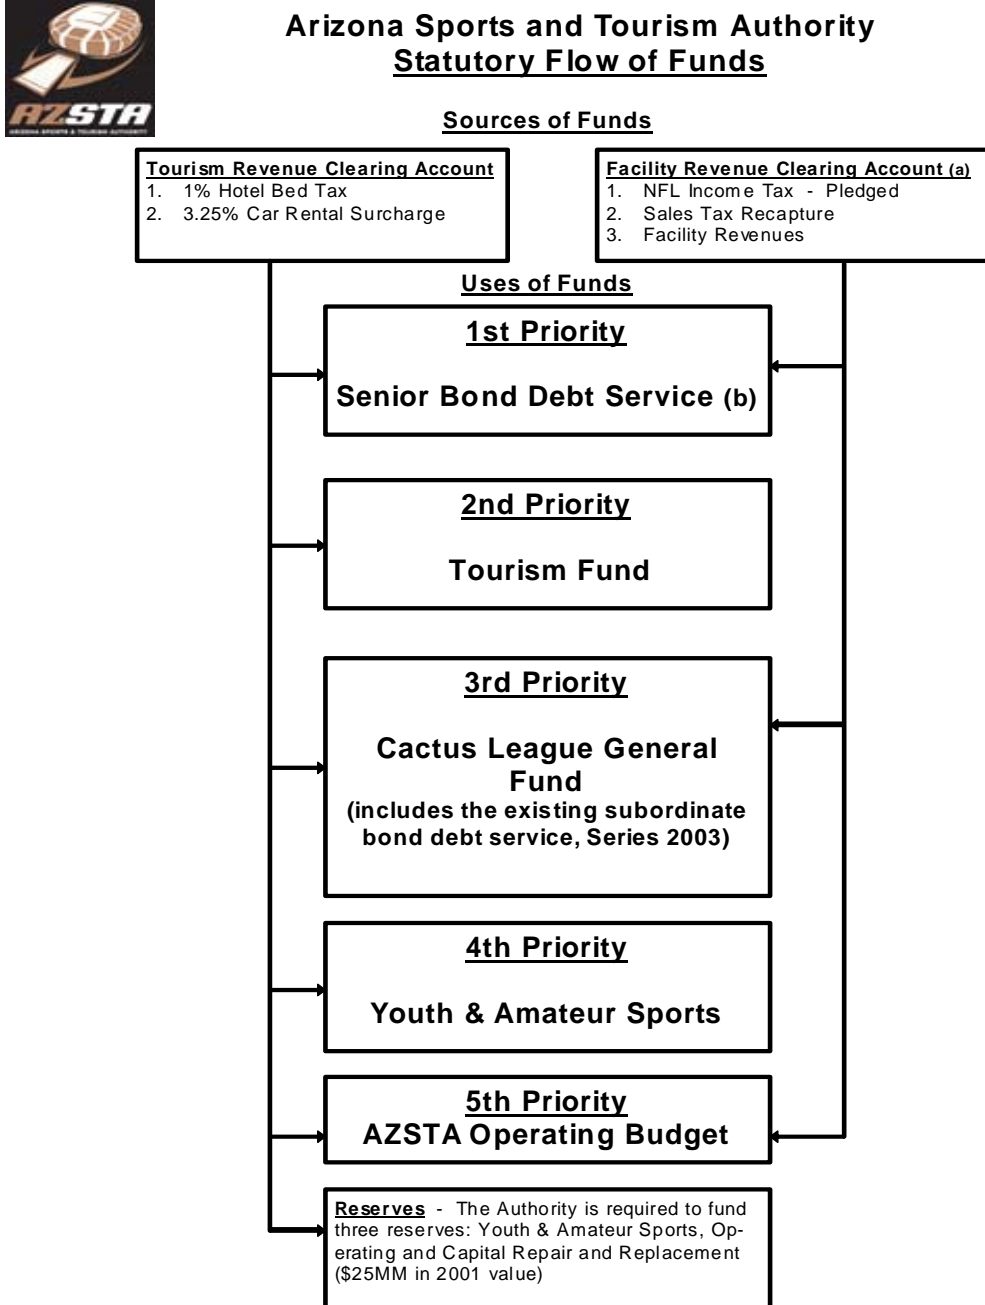 Arizona Sports and Tourism Authority
Statutory Flow of Funds
AZSTA
ARIZONA SPORTS & TOURISM AUTHORITY
Sources of Funds
Tourism Revenue Clearing Account
1. 1% Hotel Bed Tax
2. 3.25% Car Rental Surcharge
Facility Revenue Clearing Account (a)
1. NFL Income Tax - Pledged
2. Sales Tax Recapture
3. Facility Revenues
Uses of Funds
1st Priority
Senior Bond Debt Service (b)
2nd Priority
Tourism Fund
3rd Priority
Cactus League General
Fund
(includes the existing subordinate
bond debt service, Series 2003)
4th Priority
Youth & Amateur Sports
5th Priority
AZSTA Operating Budget
Reserves - The Authority is required to fund
three reserves: Youth & Amateur Sports, Op-
erating and Capital Repair and Replacement
($25MM in 2001 value)